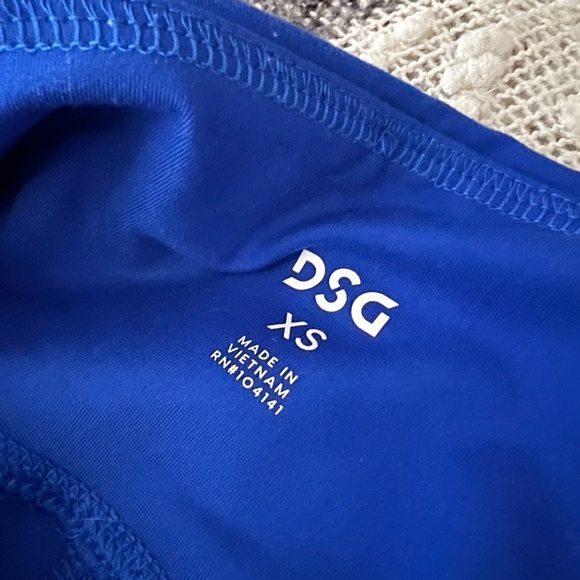 DSG
XS
MADE IN
VIETNAM
RN#104141